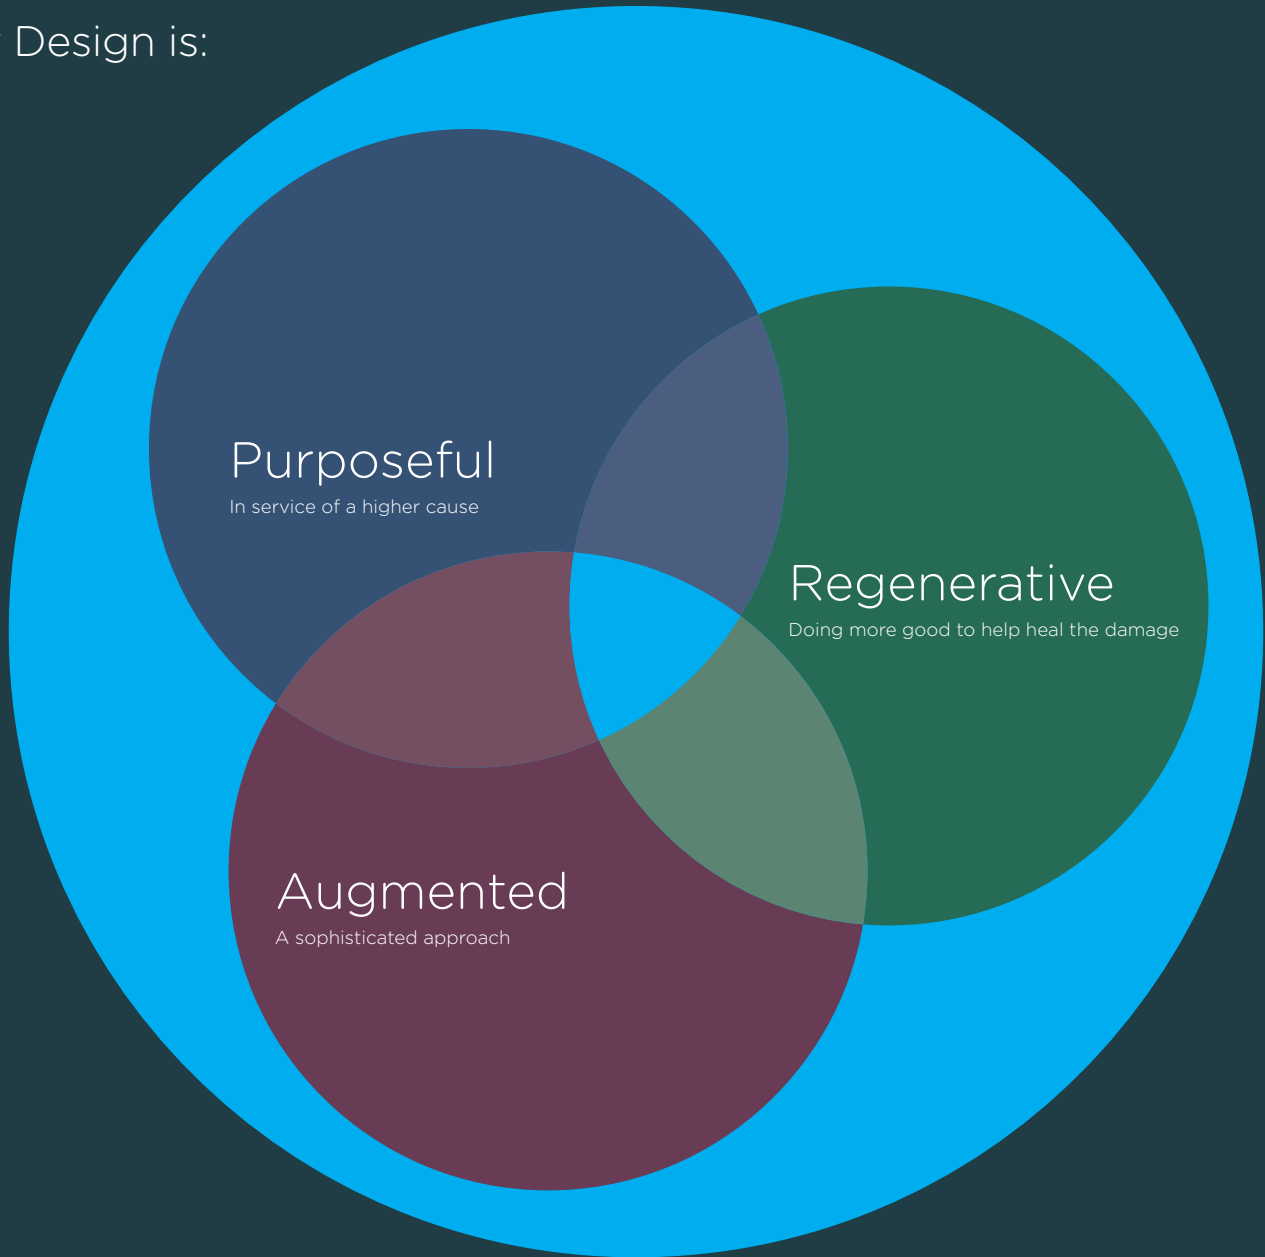 Design is:
Purposeful
In service of a higher cause
Regenerative
Doing more good to help heal the damage
Augmented
A sophisticated approach